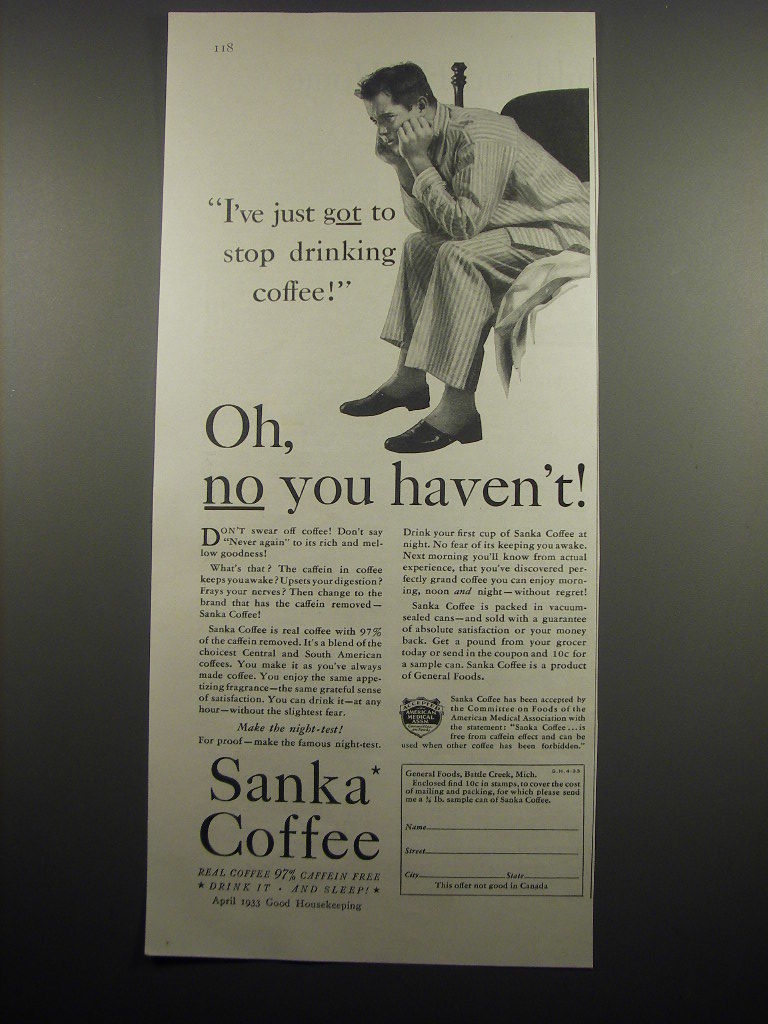 118
“I've just got to
stop drinking
coffee!”
Oh,
no you haven't!
DON'T swear off coffee! Don't say
“Never again” to its rich and mel-
low goodness!
What's that? The caffein in coffee
keeps you awake? Upsets your digestion?
Frays your nerves? Then change to the
brand that has the caffein removed—
Sanka Coffee!
Sanka Coffee is real coffee with 97%
of the caffein removed. It's a blend of the
choicest Central and South American
coffees. You make it as you've always
made coffee. You enjoy the same appe-
tizing fragrance—the same grateful sense
of satisfaction. You can drink it—at any
hour—without the slightest fear.
Make the night-test!
For proof—make the famous night-test.
Drink your first cup of Sanka Coffee at
night. No fear of its keeping you awake.
Next morning you'll know from actual
experience, that you've discovered per-
fectly grand coffee you can enjoy morn-
ing, noon and night—without regret!
Sanka Coffee is packed in vacuum-
sealed cans—and sold with a guarantee
of absolute satisfaction or your money
back. Get a pound from your grocer
today or send in the coupon and 10c for
a sample can. Sanka Coffee is a product
of General Foods.
ACCEPTED
AMERICAN
MEDICAL
ASSN.
Sanka Coffee has been accepted by
the Committee on Foods of the
American Medical Association with
the statement: “Sanka Coffee...is
free from caffein effect and can be
used when other coffee has been forbidden.”
Sanka*
Coffee
REAL COFFEE 97% CAFFEIN FREE
★ DRINK IT · AND SLEEP! ★
April 1933 Good Housekeeping
G.H. 4-33
General Foods, Battle Creek, Mich.
Enclosed find 10c in stamps, to cover the cost
of mailing and packing, for which please send
me a ¼ lb. sample can of Sanka Coffee.
Name
Street
City State
This offer not good in Canada